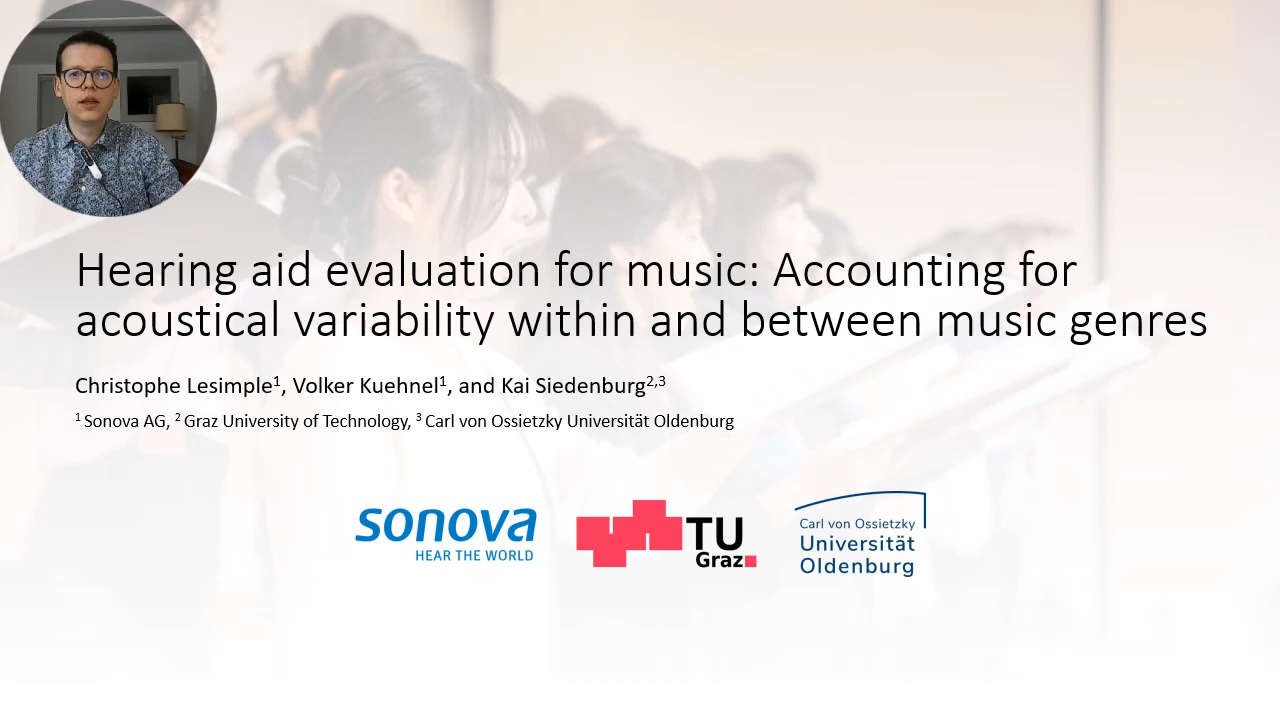 Hearing aid evaluation for music: Accounting for
acoustical variability within and between music genres
Christophe Lesimple¹, Volker Kuehnel¹, and Kai Siedenburg²,³
¹ Sonova AG, ² Graz University of Technology, ³ Carl von Ossietzky Universität Oldenburg
sonova
HEAR THE WORLD
TU
Graz
Carl von Ossietzky
Universität
Oldenburg